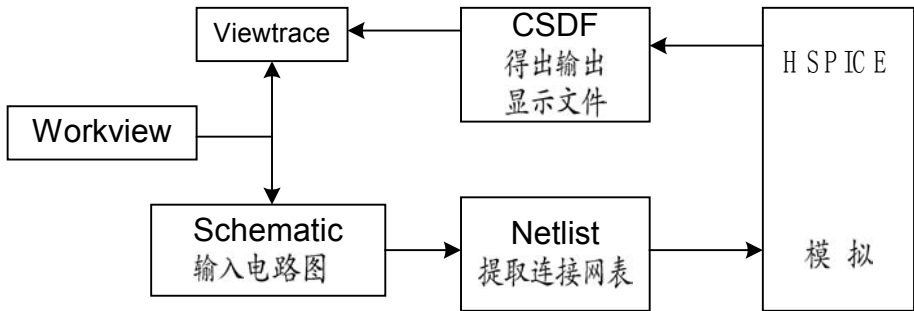 Viewtrace
CSDF
得出输出
显示文件
HSPICE
Workview
Schematic
输入电路图
Netlist
提取连接网表
模拟